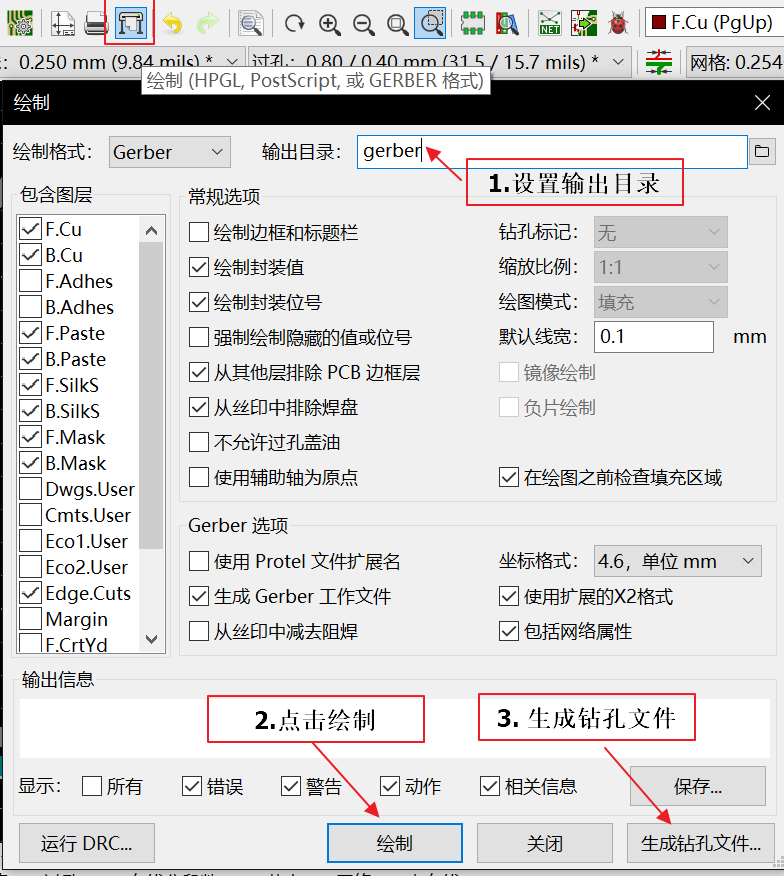 NET
F.Cu (PgUp)
: 0.250 mm (9.84 mils) *
过孔: 0.80 / 0.40 mm (31.5 / 15.7 mils) *
网格: 0.254
绘制 (HPGL, PostScript, 或 GERBER 格式)
绘制
绘制格式: Gerber 输出目录: gerber
1.设置输出目录
包含图层
F.Cu
B.Cu
F.Adhes
B.Adhes
F.Paste
B.Paste
F.SilkS
B.SilkS
F.Mask
B.Mask
Dwgs.User
Cmts.User
Eco1.User
Eco2.User
Edge.Cuts
Margin
F.CrtYd
常规选项
绘制边框和标题栏 钻孔标记: 无
绘制封装值 缩放比例: 1:1
绘制封装位号 绘图模式: 填充
强制绘制隐藏的值或位号 默认线宽: 0.1 mm
从其他层排除 PCB 边框层 镜像绘制
从丝印中排除焊盘 负片绘制
不允许过孔盖油
使用辅助轴为原点 在绘图之前检查填充区域
Gerber 选项
使用 Protel 文件扩展名 坐标格式: 4.6，单位 mm
生成 Gerber 工作文件 使用扩展的X2格式
从丝印中减去阻焊 包括网络属性
输出信息
2.点击绘制
3. 生成钻孔文件
显示: 所有 错误 警告 动作 相关信息 保存...
运行 DRC... 绘制 关闭 生成钻孔文件...